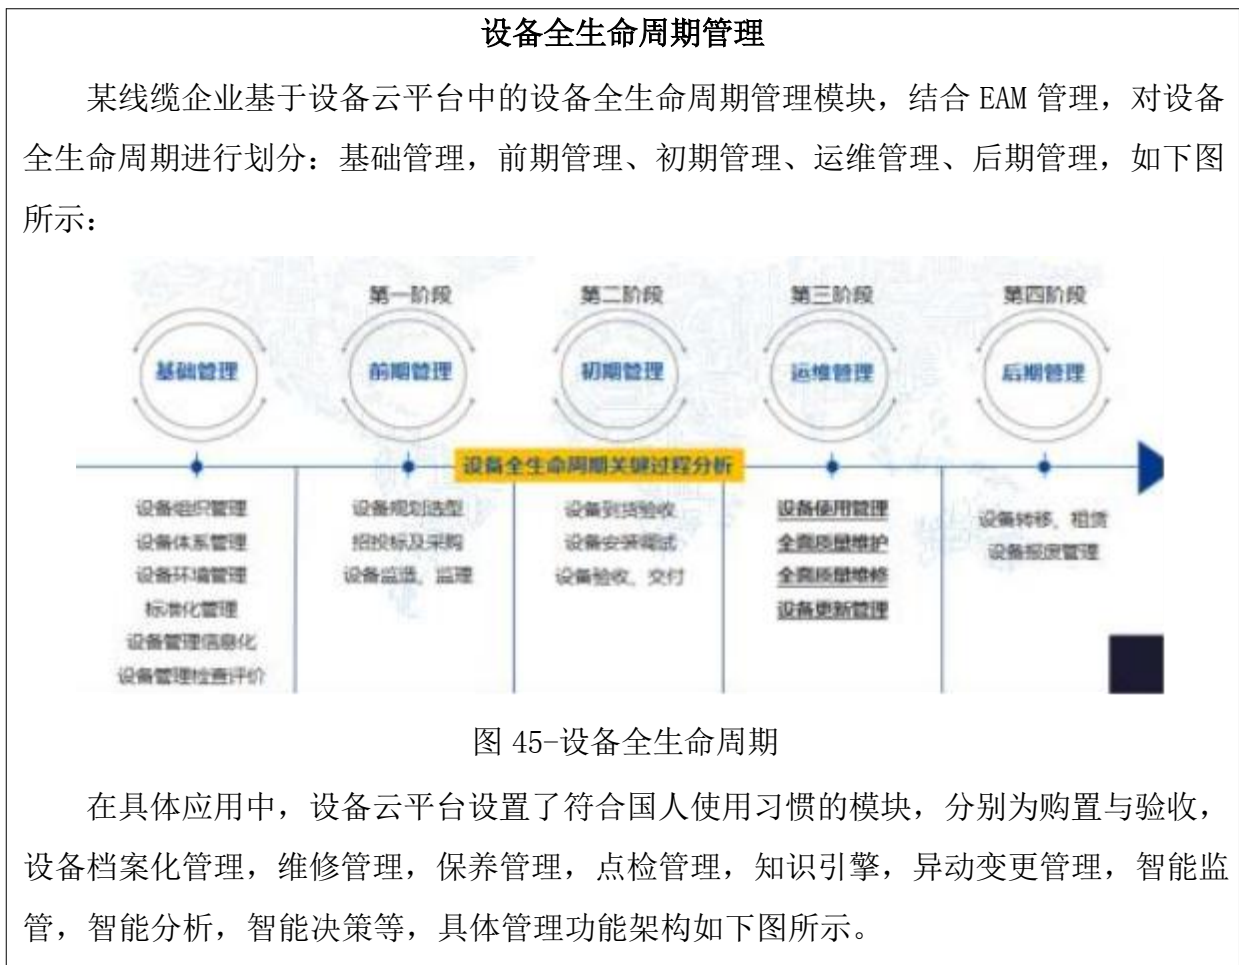 设备全生命周期管理
某线缆企业基于设备云平台中的设备全生命周期管理模块，结合 EAM 管理，对设备
全生命周期进行划分：基础管理，前期管理、初期管理、运维管理、后期管理，如下图
所示：
第一阶段 第二阶段 第三阶段 第四阶段
基础管理 前期管理 初期管理 运维管理 后期管理
设备全生命周期关键过程分析
设备组织管理
设备体系管理
设备环境管理
标准化管理
设备管理信息化
设备管理检查评价
设备规划选型
招投标及采购
设备监造、监理
设备到货验收
设备安装调试
设备验收、交付
设备使用管理
全面质量维护
全面质量维修
设备更新管理
设备转移、租赁
设备报废管理
图 45-设备全生命周期
在具体应用中，设备云平台设置了符合国人使用习惯的模块，分别为购置与验收，
设备档案化管理，维修管理，保养管理，点检管理，知识引擎，异动变更管理，智能监
管，智能分析，智能决策等，具体管理功能架构如下图所示。